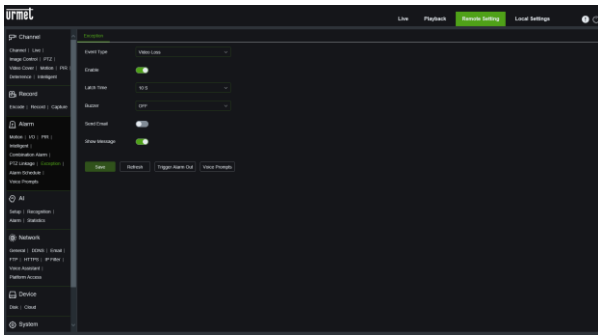 urmet
Live Playback Remote Setting Local Settings
Channel
Channel | Live |
Image Control | PTZ |
Video Cover | Motion | PIR |
Deterrence | Intelligent
Record
Encode | Record | Capture
Alarm
Motion | I/O | PIR |
Intelligent |
Combination Alarm |
PTZ Linkage | Exception |
Alarm Schedule |
Voice Prompts
AI
Setup | Recognition |
Alarm | Statistics
Network
General | DDNS | Email |
FTP | HTTPS | IP Filter |
Voice Assistant |
Platform Access
Device
Disk | Cloud
System
Exception
Event Type Video Loss
Enable
Latch Time 10 S
Buzzer OFF
Send Email
Show Message
Save Refresh Trigger Alarm Out Voice Prompts